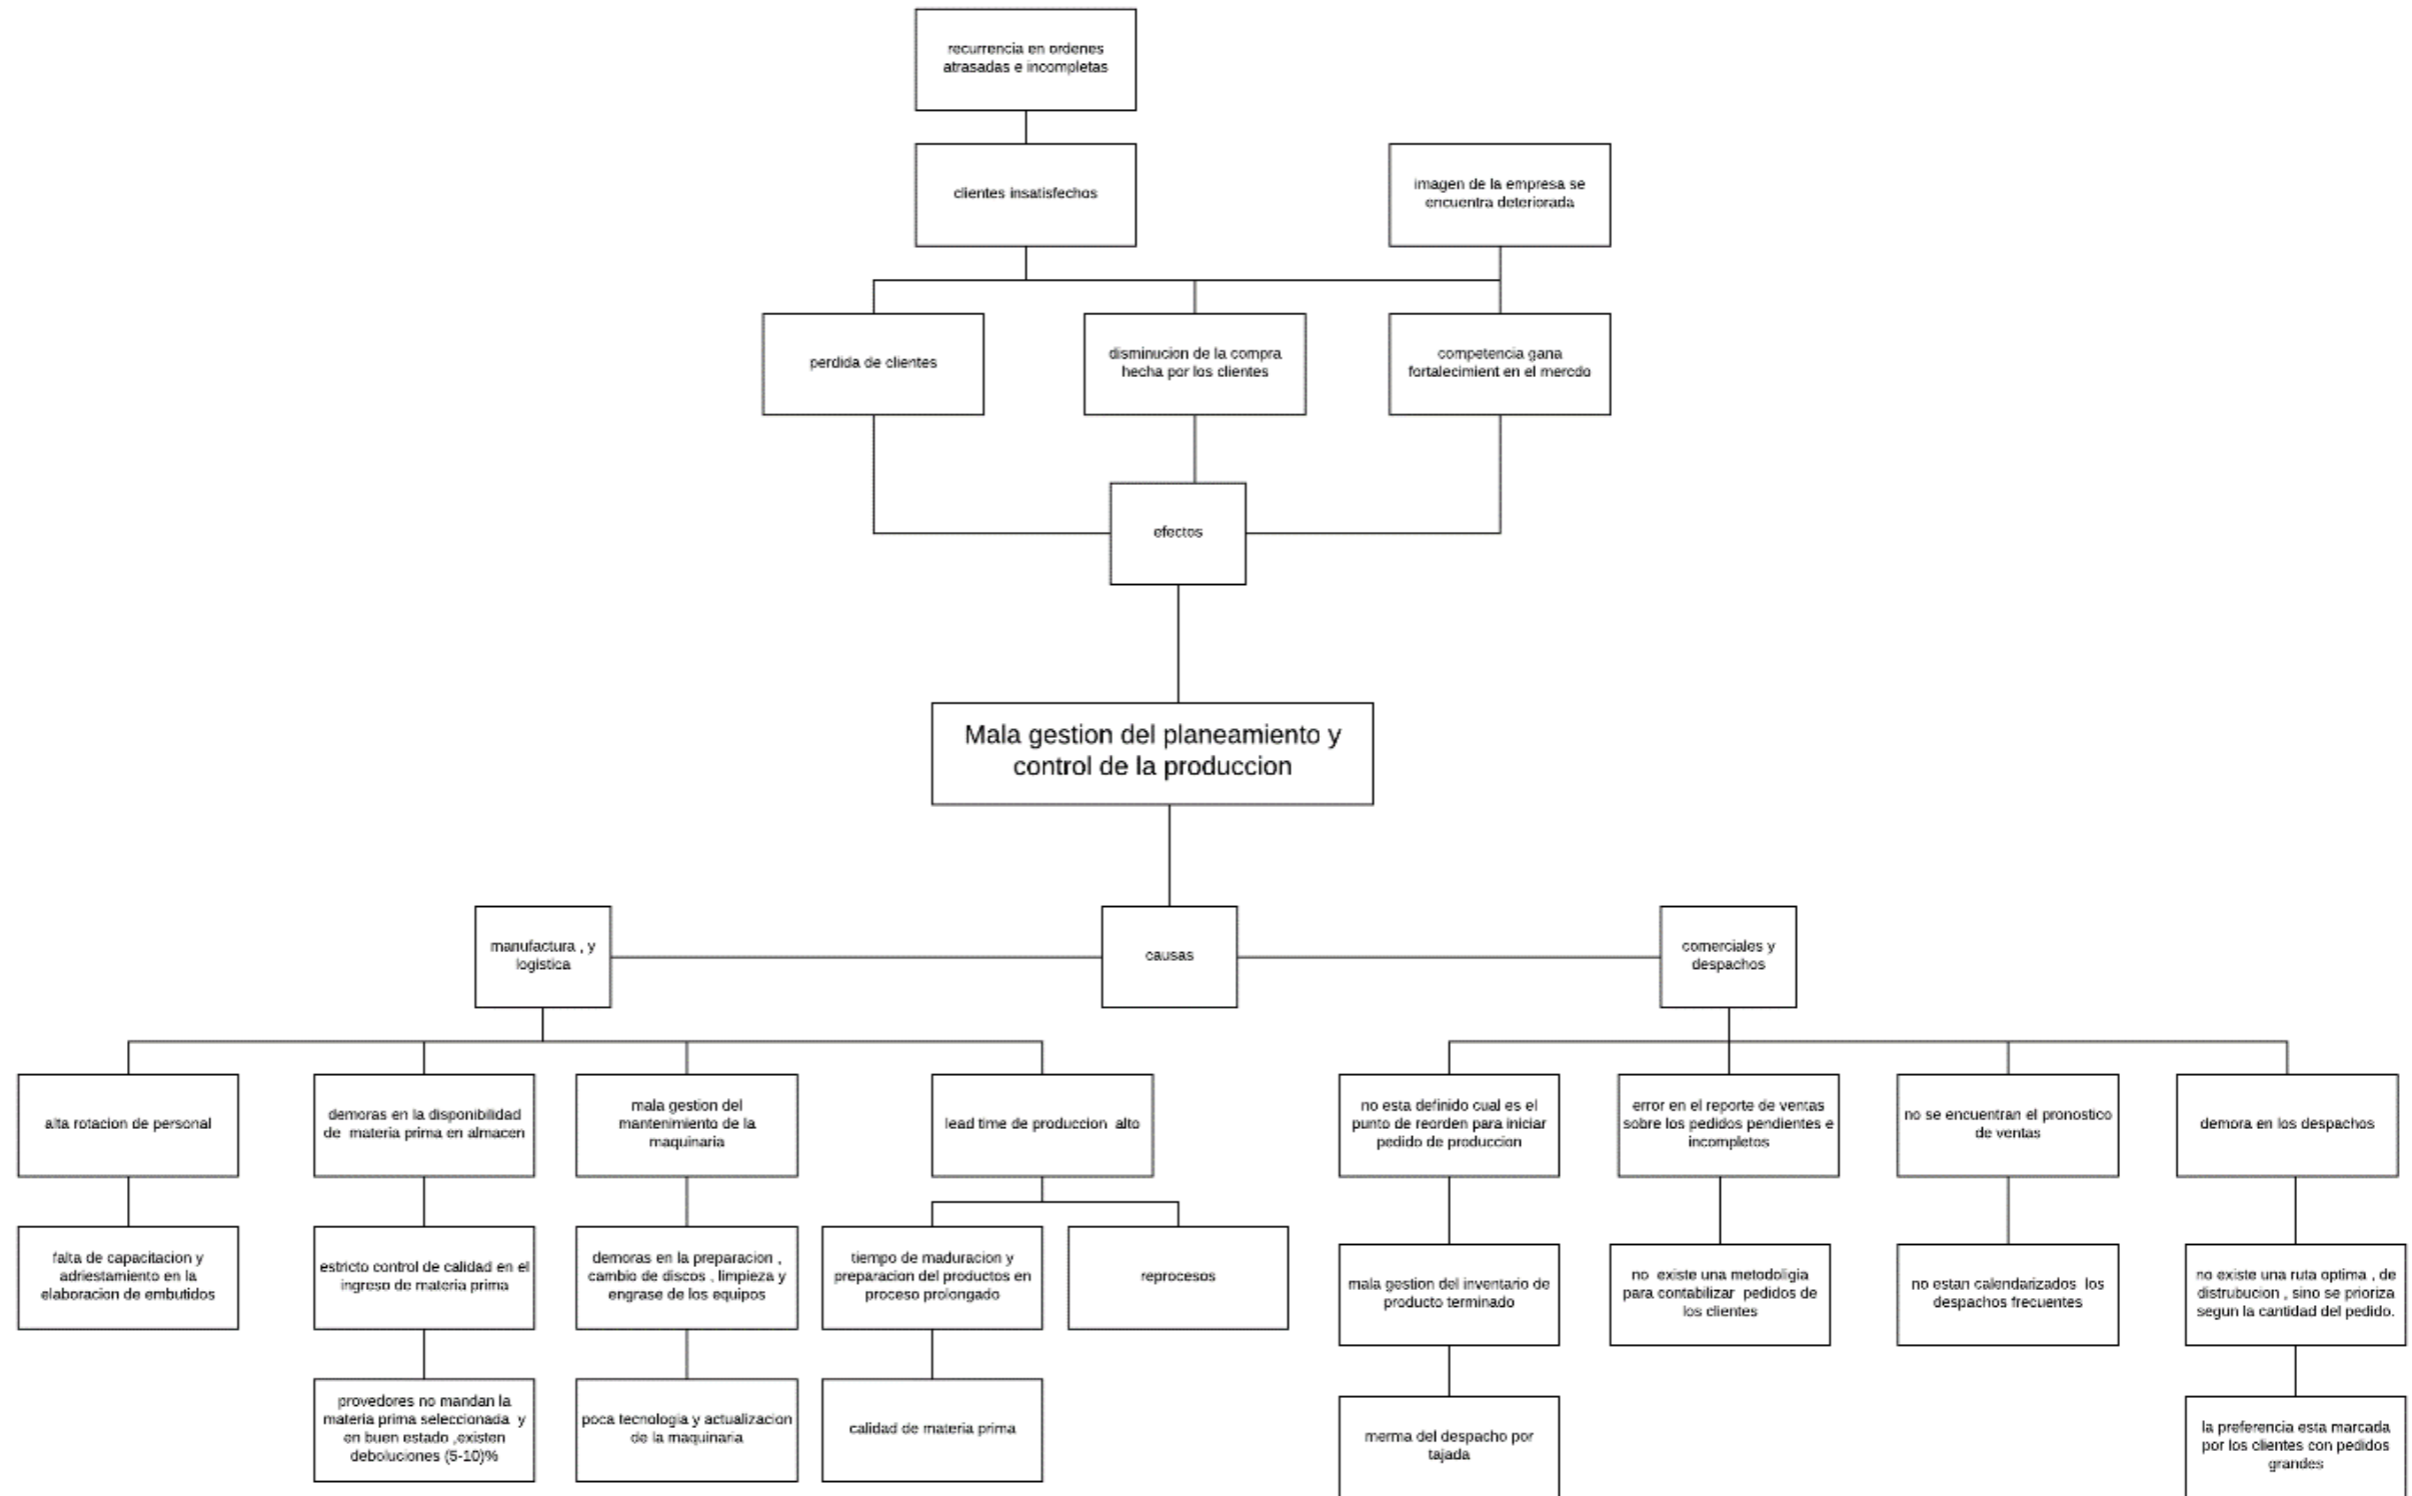 recurrencia en ordenes
atrasadas e incompletas
clientes insatisfechos
imagen de la empresa se
encuentra deteriorada
perdida de clientes
disminucion de la compra
hecha por los clientes
competencia gana
fortalecimient en el mercdo
efectos
Mala gestion del planeamiento y
control de la produccion
manufactura , y
logistica
causas
comerciales y
despachos
alta rotacion de personal
demoras en la disponibilidad
de materia prima en almacen
mala gestion del
mantenimiento de la
maquinaria
lead time de produccion alto
no esta definido cual es el
punto de reorden para iniciar
pedido de produccion
error en el reporte de ventas
sobre los pedidos pendientes e
incompletos
no se encuentran el pronostico
de ventas
demora en los despachos
falta de capacitacion y
adriestamiento en la
elaboracion de embutidos
estricto control de calidad en el
ingreso de materia prima
demoras en la preparacion ,
cambio de discos , limpieza y
engrase de los equipos
tiempo de maduracion y
preparacion del productos en
proceso prolongado
reprocesos
mala gestion del inventario de
producto terminado
no existe una metodoligia
para contabilizar pedidos de
los clientes
no estan calendarizados los
despachos frecuentes
no existe una ruta optima , de
distrubucion , sino se prioriza
segun la cantidad del pedido.
provedores no mandan la
materia prima seleccionada y
en buen estado ,existen
deboluciones (5-10)%
poca tecnologia y actualizacion
de la maquinaria
calidad de materia prima
merma del despacho por
tajada
la preferencia esta marcada
por los clientes con pedidos
grandes